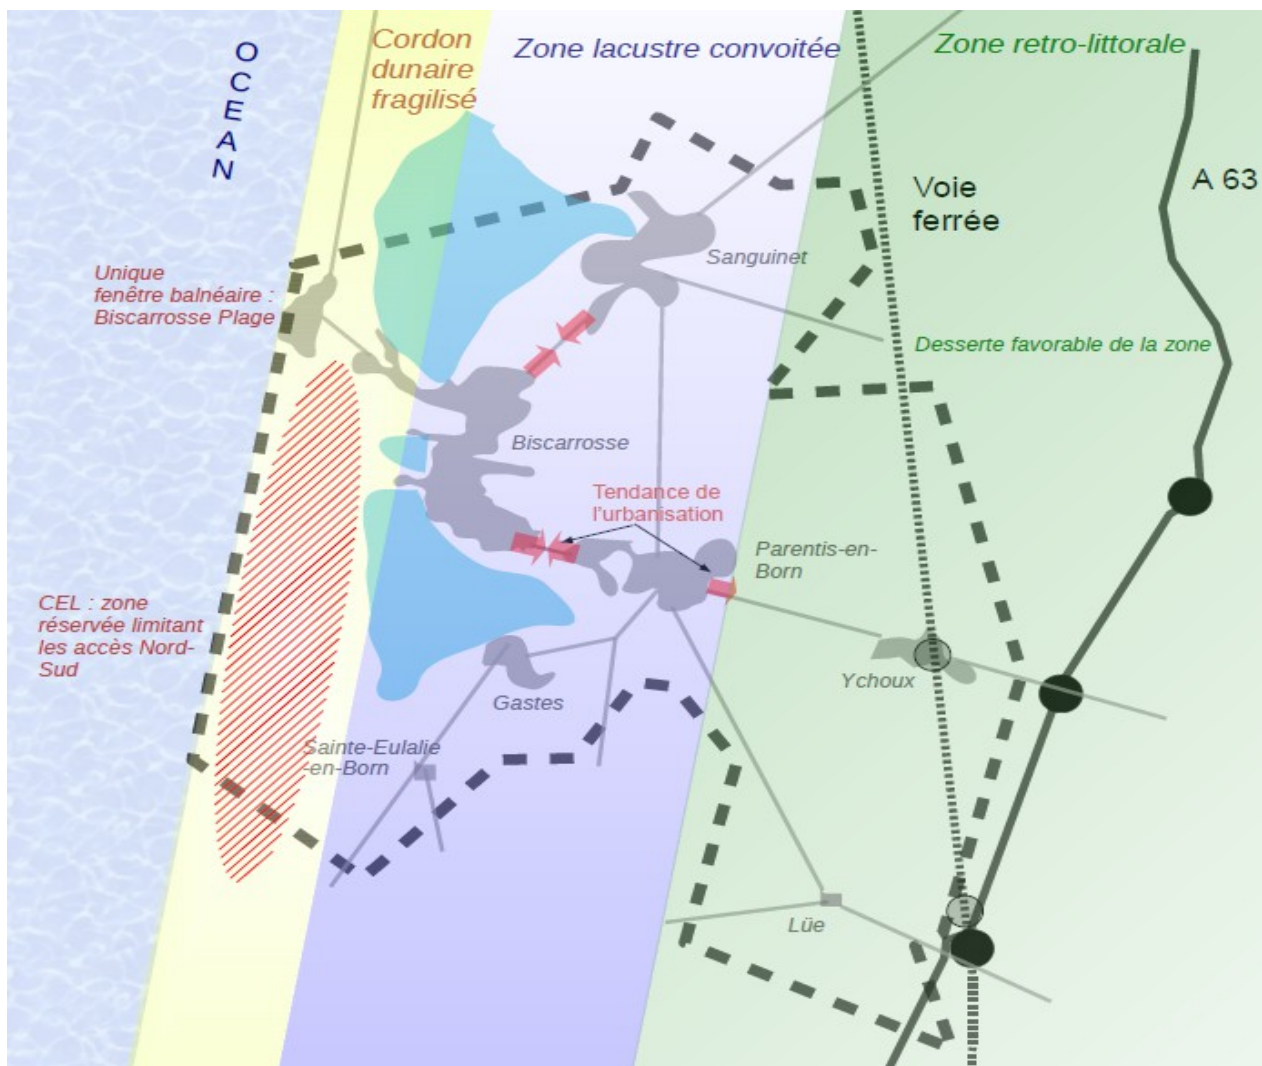 OCEAN
Cordon
dunaire
fragilisé
Zone lacustre convoitée
Zone retro-littorale
A 63
Voie
ferrée
Sanguinet
Unique
fenêtre balnéaire :
Biscarrosse Plage
Desserte favorable de la zone
Biscarrosse
Tendance de
l'urbanisation
Parentis-en-
Born
CEL : zone
réservée limitant
les accès Nord-
Sud
Ychoux
Gastes
Sainte-Eulalie
-en-Born
Lüe